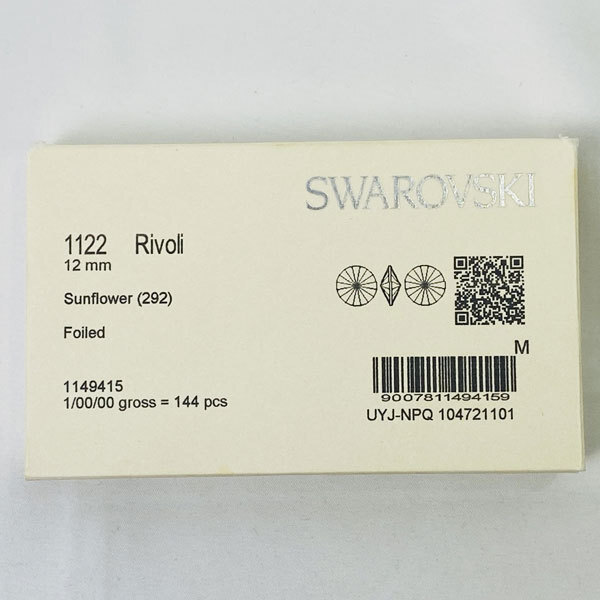 SWAROVSKI
1122 Rivoli
12 mm
Sunflower (292)
Foiled
M
1149415
1/00/00 gross = 144 pcs
9007811494159
UYJ-NPQ 104721101